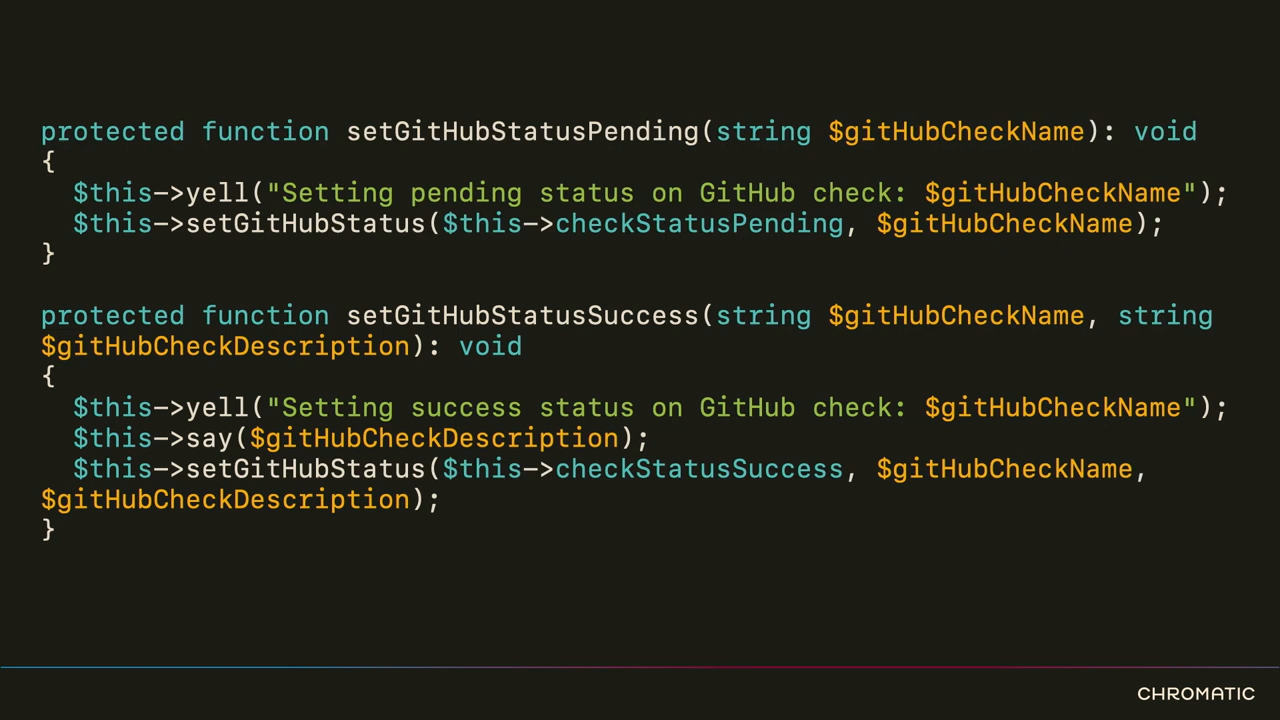 protected function setGitHubStatusPending(string $gitHubCheckName): void
{
  $this->yell("Setting pending status on GitHub check: $gitHubCheckName");
  $this->setGitHubStatus($this->checkStatusPending, $gitHubCheckName);
}

protected function setGitHubStatusSuccess(string $gitHubCheckName, string
$gitHubCheckDescription): void
{
  $this->yell("Setting success status on GitHub check: $gitHubCheckName");
  $this->say($gitHubCheckDescription);
  $this->setGitHubStatus($this->checkStatusSuccess, $gitHubCheckName,
$gitHubCheckDescription);
}
CHROMATIC